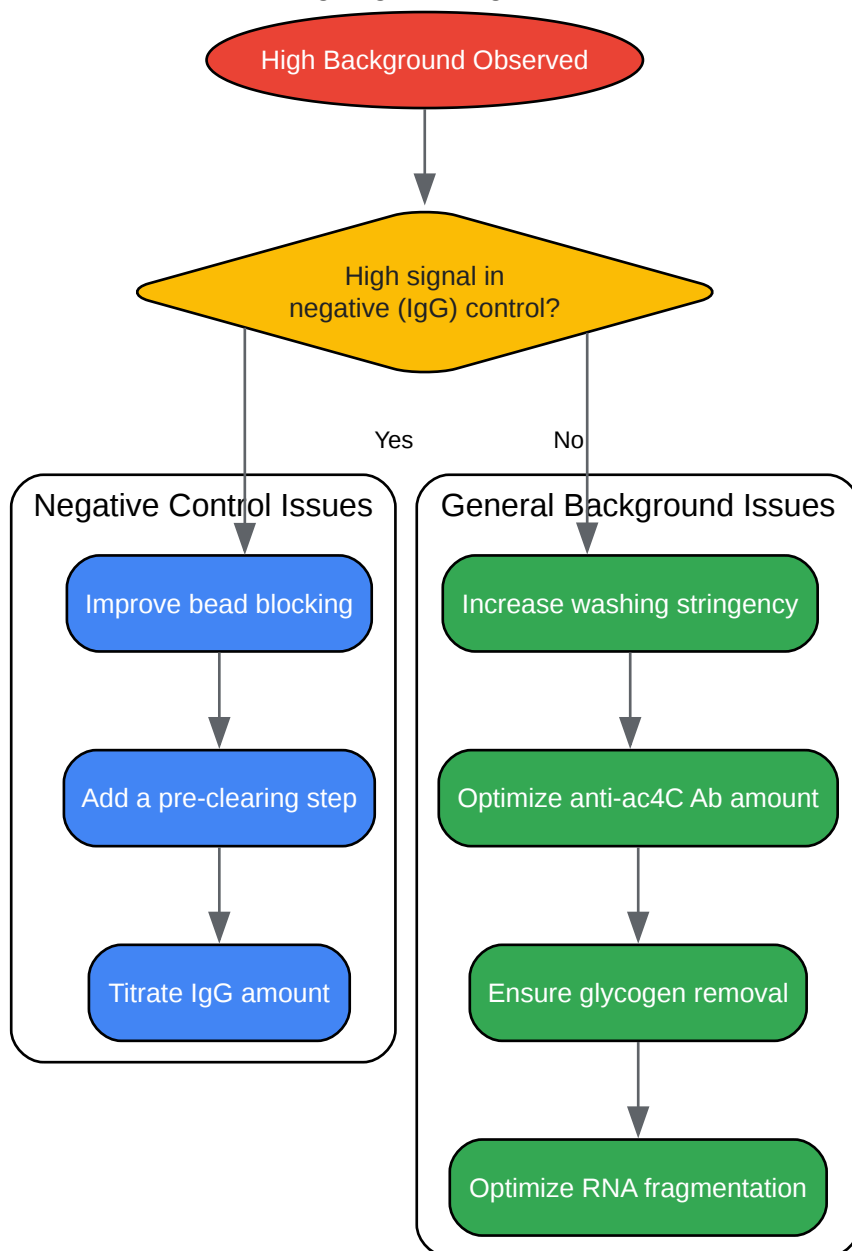 High Background Observed
High signal in
negative (IgG) control?
Yes
No
Negative Control Issues
Improve bead blocking
Add a pre-clearing step
Titrate IgG amount
General Background Issues
Increase washing stringency
Optimize anti-ac4C Ab amount
Ensure glycogen removal
Optimize RNA fragmentation